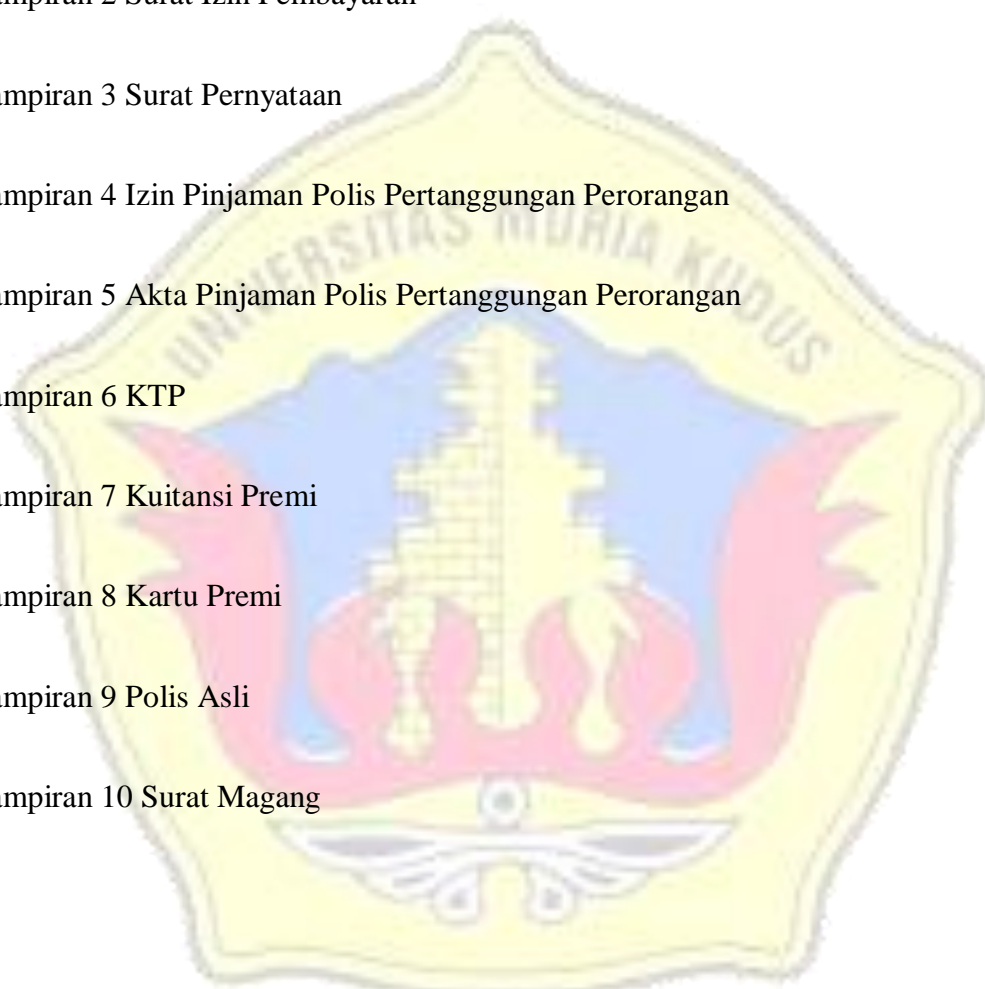 ampiran 2 Surat Izin Pembayaran
ampiran 3 Surat Pernyataan
ampiran 4 Izin Pinjaman Polis Pertanggungan Perorangan
UNIVERSITAS MURIA KUDUS
ampiran 5 Akta Pinjaman Polis Pertanggungan Perorangan
ampiran 6 KTP
ampiran 7 Kuitansi Premi
ampiran 8 Kartu Premi
ampiran 9 Polis Asli
ampiran 10 Surat Magang